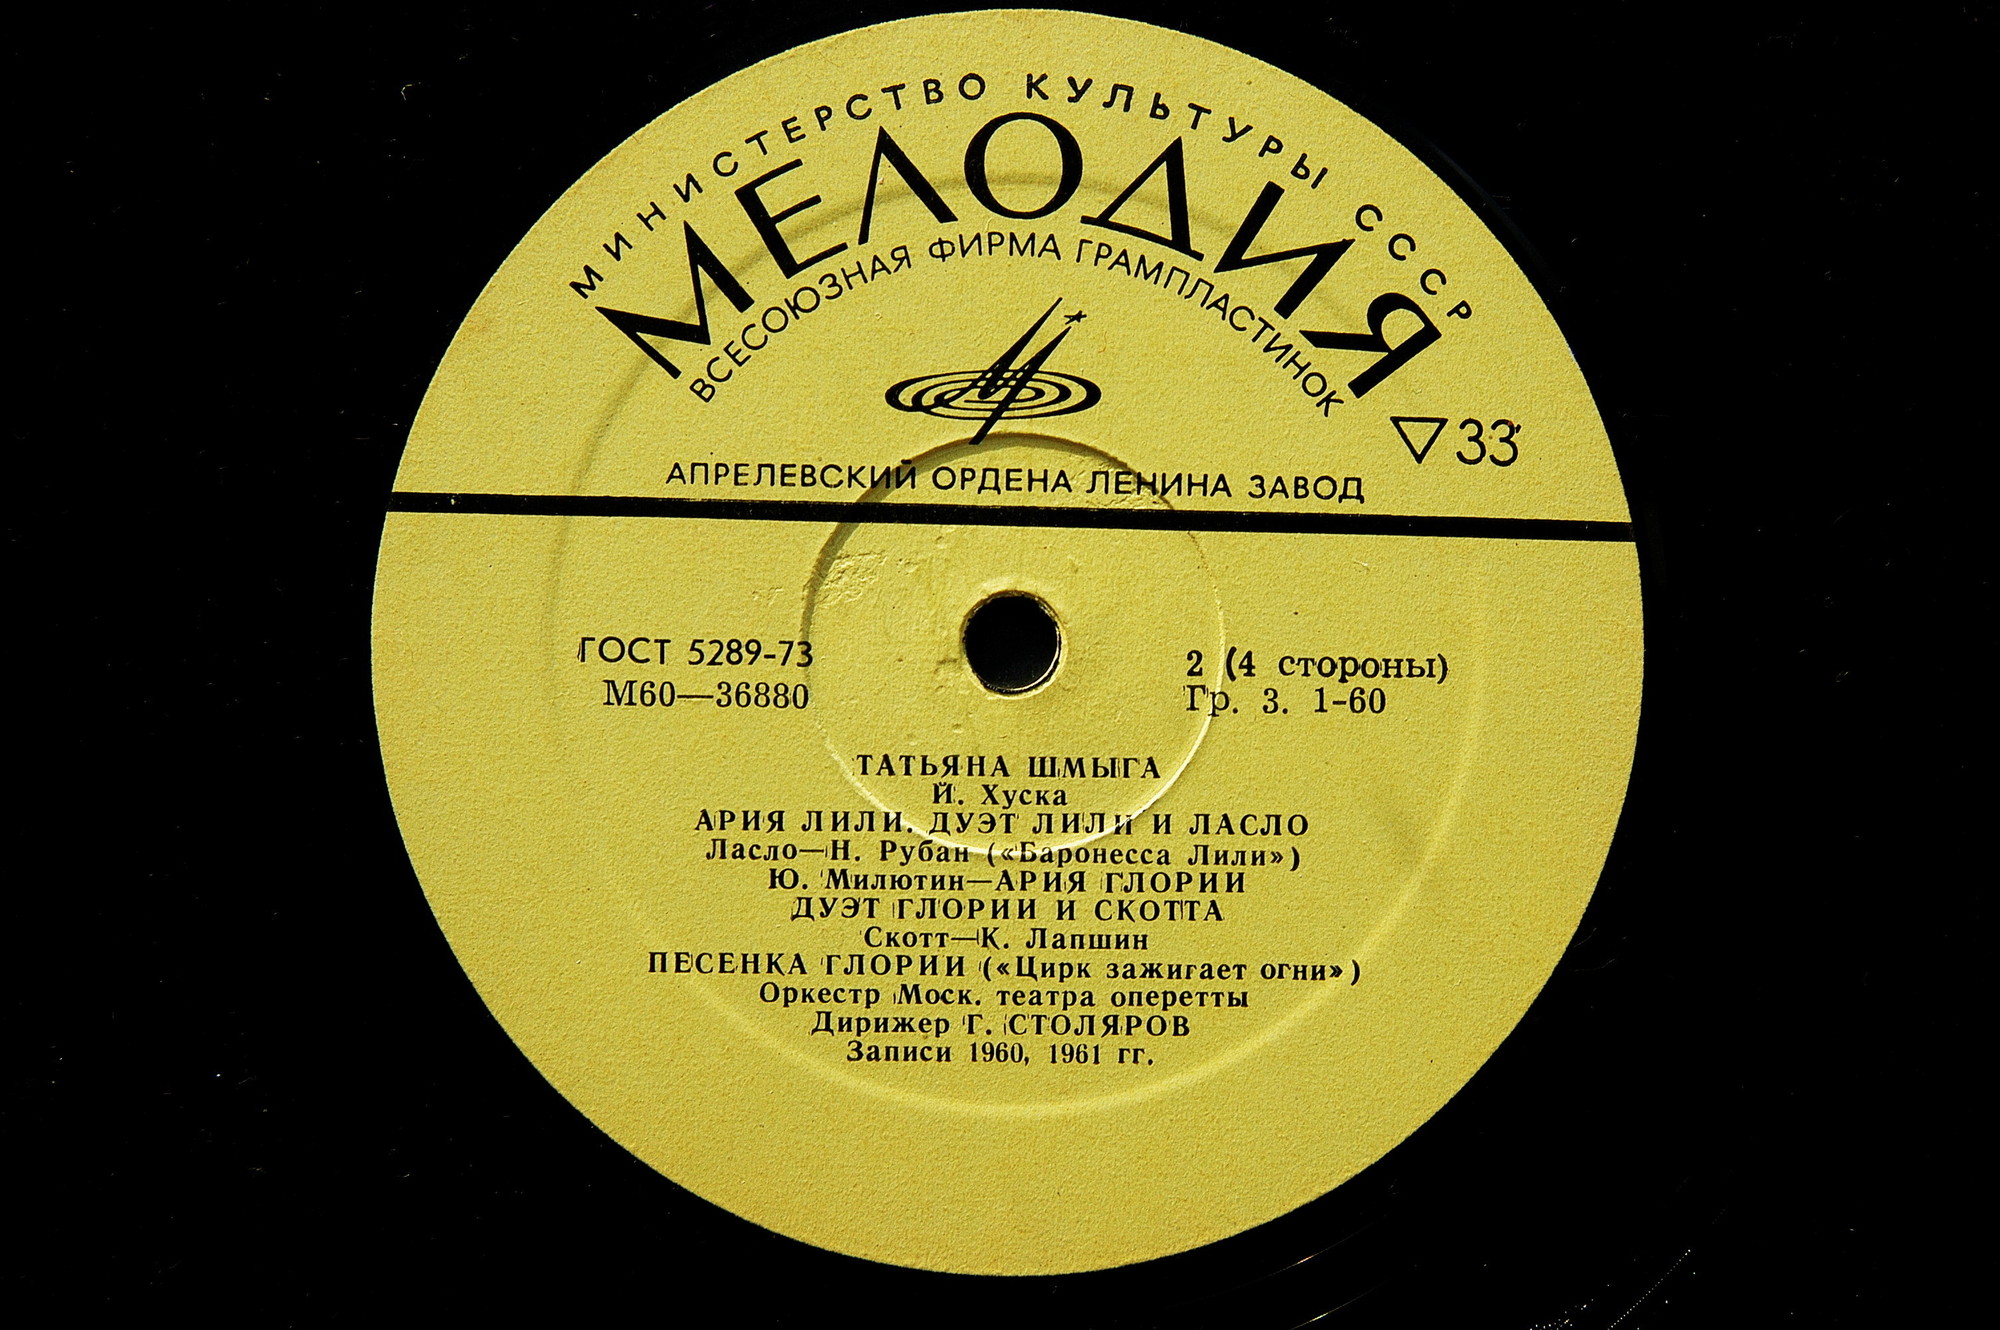 МИНИСТЕРСТВО КУЛЬТУРЫ СССР
МЕЛОДИЯ
ВСЕСОЮЗНАЯ ФИРМА ГРАМПЛАСТИНОК
33
АПРЕЛЕВСКИЙ ОРДЕНА ЛЕНИНА ЗАВОД
ГОСТ 5289-73
М60—36880
2 (4 стороны)
Гр. 3. 1-60
ТАТЬЯНА ШМЫГА
Й. Хуска
АРИЯ ЛИЛИ. ДУЭТ ЛИЛИ И ЛАСЛО
Ласло—Н. Рубан («Баронесса Лили»)
Ю. Милютин—АРИЯ ГЛОРИИ
ДУЭТ ГЛОРИИ И СКОТТА
Скотт—К. Лапшин
ПЕСЕНКА ГЛОРИИ («Цирк зажигает огни»)
Оркестр Моск. театра оперетты
Дирижер Г. СТОЛЯРОВ
Записи 1960, 1961 гг.